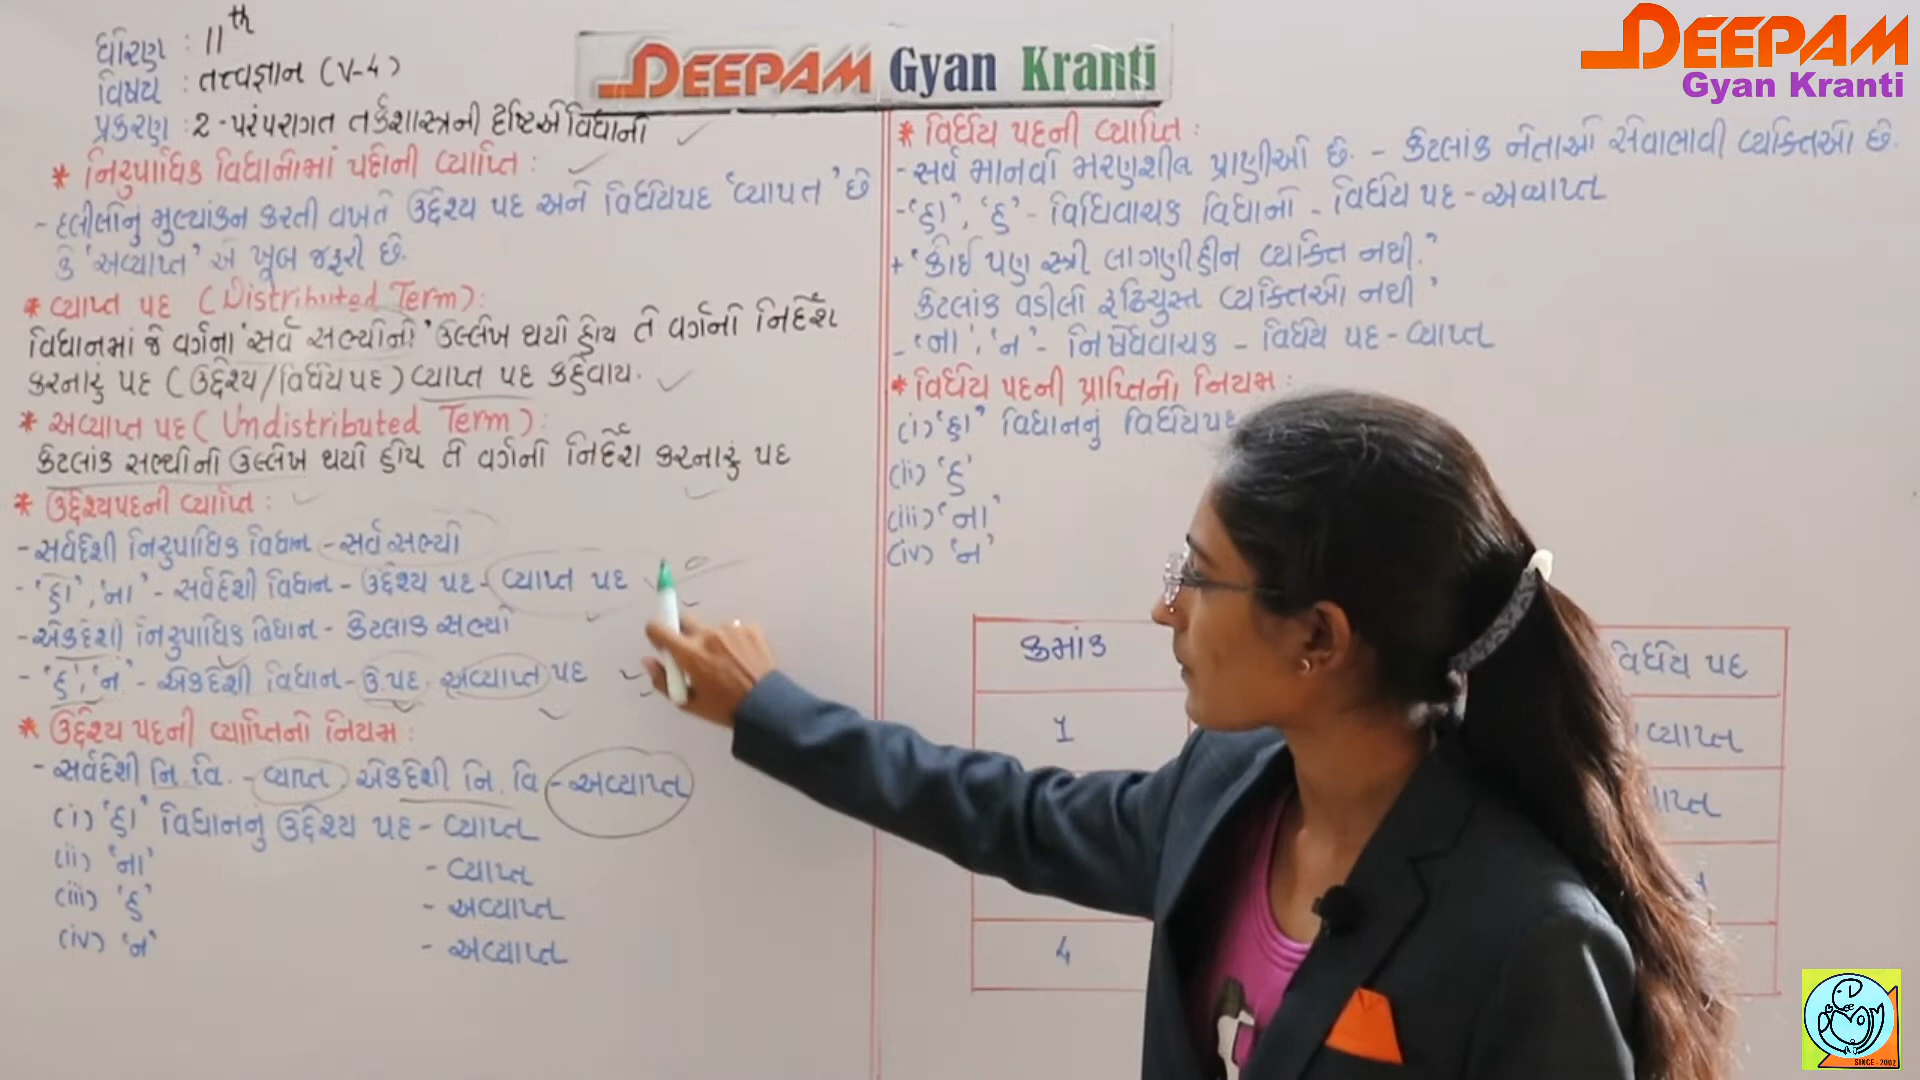 ધોરણ : 11th
વિષય : તત્ત્વજ્ઞાન (V-4)
પ્રકરણ : 2 - પરંપરાગત તર્કશાસ્ત્રની દૃષ્ટિએ વિધાનો
* નિરુપાધિક વિધાનોમાં પદોની વ્યાપ્તિ :
- દલીલોનું મુલ્યાંકન કરતી વખતે ઉદ્દેશ્ય પદ અને વિધેયપદ 'વ્યાપત' છે
કે 'અવ્યાપ્ત' એ ખૂબ જરૂરી છે.
* વ્યાપ્ત પદ (Distributed Term):
વિધાનમાં જે વર્ગના 'સર્વ સભ્યોનો' ઉલ્લેખ થયો હોય તે વર્ગનો નિર્દેશ
કરનારું પદ (ઉદ્દેશ્ય/વિધેયપદ) વ્યાપ્ત પદ કહેવાય.
* અવ્યાપ્ત પદ (Undistributed Term):
કેટલાંક સભ્યોનો ઉલ્લેખ થયો હોય તે વર્ગનો નિર્દેશ કરનારું પદ
* ઉદ્દેશ્યપદની વ્યાપ્તિ :
- સર્વદેશી નિરુપાધિક વિધાન - સર્વ સભ્યો
- 'હા', 'ના' - સર્વદેશી વિધાન - ઉદ્દેશ્ય પદ - વ્યાપ્ત પદ
- એકદેશી નિરુપાધિક વિધાન - કેટલાક સભ્યો
- 'હ', 'ન' - એકદેશી વિધાન - ઉ.પદ. અવ્યાપ્ત પદ
* ઉદ્દેશ્ય પદની વ્યાપ્તિનો નિયમ :
- સર્વદેશી નિ. વિ. - વ્યાપ્ત, એકદેશી નિ. વિ - અવ્યાપ્ત
(i) 'હા' વિધાનનું ઉદ્દેશ્ય પદ - વ્યાપ્ત
(ii) 'ના' - વ્યાપ્ત
(iii) 'હ' - અવ્યાપ્ત
(iv) 'ન' - અવ્યાપ્ત
DEEPAM Gyan Kranti
* વિધેય પદની વ્યાપ્તિ :
- સર્વ માનવો મરણશીલ પ્રાણીઓ છે. - કેટલાંક નેતાઓ સેવાભાવી વ્યક્તિઓ છે.
- 'હા', 'હ' - વિધિવાચક વિધાનો - વિધેય પદ - અવ્યાપ્ત
+ 'કોઈ પણ સ્ત્રી લાગણીહીન વ્યક્તિ નથી.'
કેટલાંક વડીલો રૂઢિચુસ્ત વ્યક્તિઓ નથી '
- 'ના', 'ન' - નિષેધવાચક - વિધેય પદ - વ્યાપ્ત
* વિધેય પદની પ્રાપ્તિનો નિયમ :
(i) 'હા' વિધાનનું વિધેયપદ
(ii) 'હ'
(iii) 'ના'
(iv) 'ન'
ક્રમાંક વિધેય પદ
1 વ્યાપ્ત
4
DEEPAM
Gyan Kranti
SINCE-2002